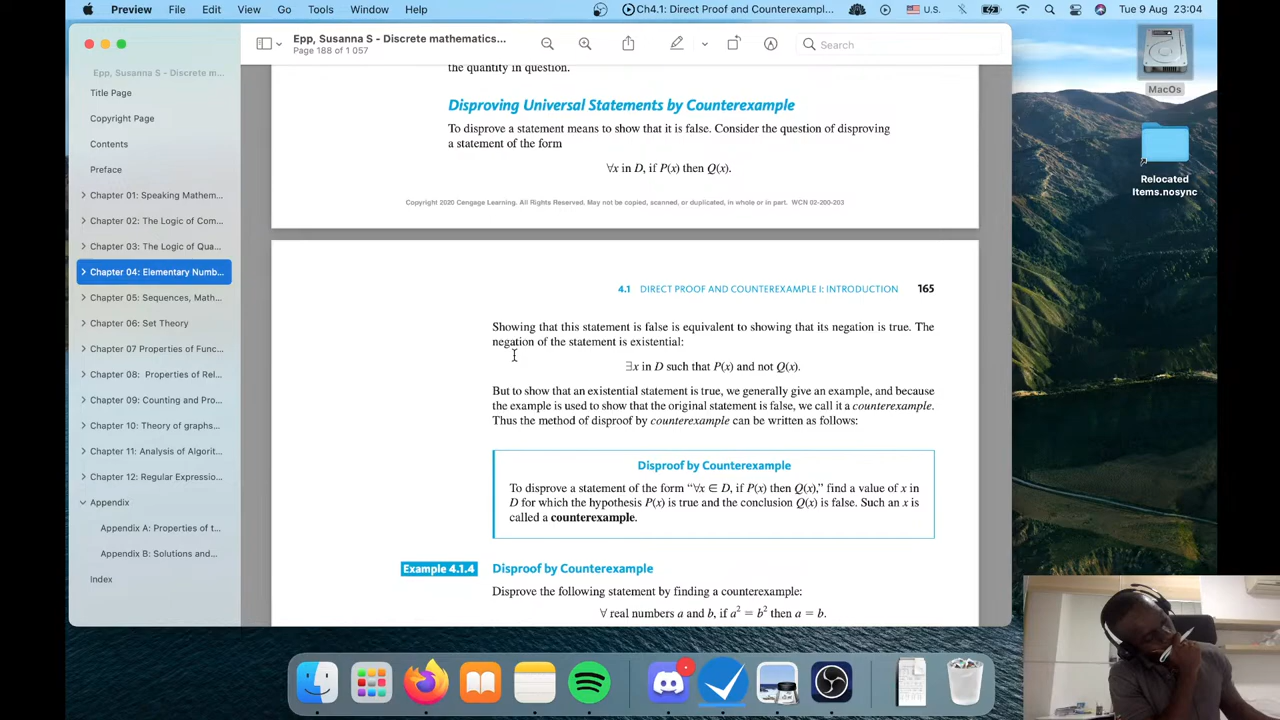 Preview File Edit View Go Tools Window Help
Ch4.1: Direct Proof and Counterexampl... U.S. Tue 9 Aug 23:04
Epp, Susanna S - Discrete mathematics...
Page 188 of 1 057
Search
Epp, Susanna S - Discrete m...
Title Page
Copyright Page
Contents
Preface
Chapter 01: Speaking Mathem...
Chapter 02: The Logic of Com...
Chapter 03: The Logic of Qua...
Chapter 04: Elementary Numb...
Chapter 05: Sequences, Math...
Chapter 06: Set Theory
Chapter 07 Properties of Func...
Chapter 08: Properties of Rel...
Chapter 09: Counting and Pro...
Chapter 10: Theory of graphs...
Chapter 11: Analysis of Algorit...
Chapter 12: Regular Expressio...
Appendix
Appendix A: Properties of t...
Appendix B: Solutions and...
Index
the quantity in question.
Disproving Universal Statements by Counterexample
To disprove a statement means to show that it is false. Consider the question of disproving
a statement of the form
∀x in D, if P(x) then Q(x).
Copyright 2020 Cengage Learning. All Rights Reserved. May not be copied, scanned, or duplicated, in whole or in part. WCN 02-200-203
4.1 DIRECT PROOF AND COUNTEREXAMPLE I: INTRODUCTION 165
Showing that this statement is false is equivalent to showing that its negation is true. The
negation of the statement is existential:
∃x in D such that P(x) and not Q(x).
But to show that an existential statement is true, we generally give an example, and because
the example is used to show that the original statement is false, we call it a counterexample.
Thus the method of disproof by counterexample can be written as follows:
Disproof by Counterexample
To disprove a statement of the form “∀x ∈ D, if P(x) then Q(x),” find a value of x in
D for which the hypothesis P(x) is true and the conclusion Q(x) is false. Such an x is
called a counterexample.
Example 4.1.4 Disproof by Counterexample
Disprove the following statement by finding a counterexample:
∀ real numbers a and b, if a² = b² then a = b.
MacOs
Relocated
Items.nosync